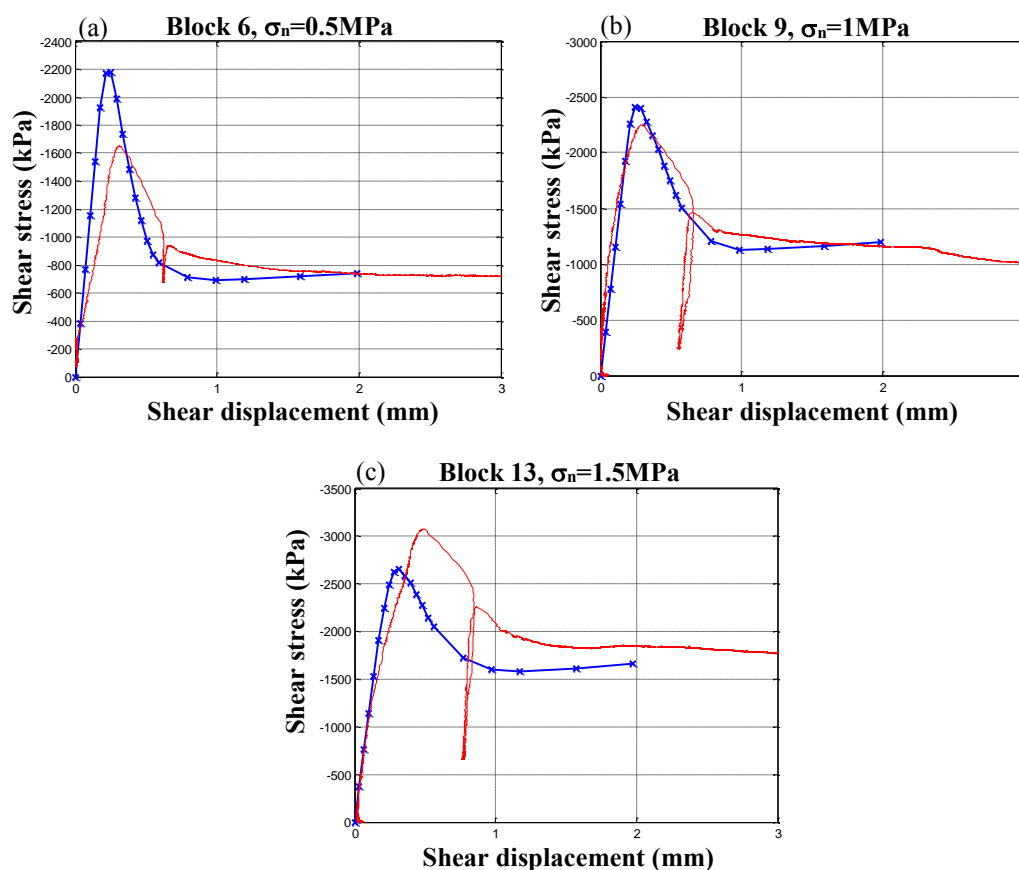 (a)
Block 6, σn=0.5MPa
Shear stress (kPa)
-2400
-2200
-2000
-1800
-1600
-1400
-1200
-1000
-800
-600
-400
-200
0
0 1 2 3
Shear displacement (mm)
(b)
Block 9, σn=1MPa
Shear stress (kPa)
-3000
-2500
-2000
-1500
-1000
-500
0
0 1 2
Shear displacement (mm)
(c)
Block 13, σn=1.5MPa
Shear stress (kPa)
-3500
-3000
-2500
-2000
-1500
-1000
-500
0
0 1 2 3
Shear displacement (mm)